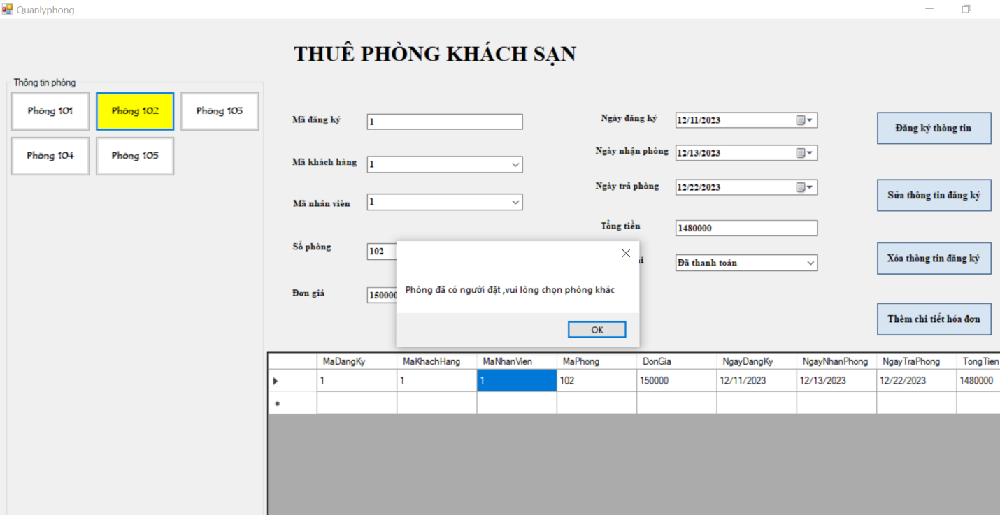 Quanlyphong
THUÊ PHÒNG KHÁCH SẠN
Thông tin phòng
Phòng 101
Phòng 102
Phòng 103
Phòng 104
Phòng 105
Mã đăng ký
1
Mã khách hàng
1
Mã nhân viên
1
Số phòng
102
Đơn giá
150000
Ngày đăng ký
12/11/2023
Ngày nhận phòng
12/13/2023
Ngày trả phòng
12/22/2023
Tổng tiền
1480000
Đã thanh toán
Đăng ký thông tin
Sửa thông tin đăng ký
Xóa thông tin đăng ký
Thêm chi tiết hóa đơn
Phòng đã có người đặt ,vui lòng chọn phòng khác
OK
MaDangKy MaKhachHang MaNhanVien MaPhong DonGia NgayDangKy NgayNhanPhong NgayTraPhong TongTien
1 1 1 102 150000 12/11/2023 12/13/2023 12/22/2023 1480000